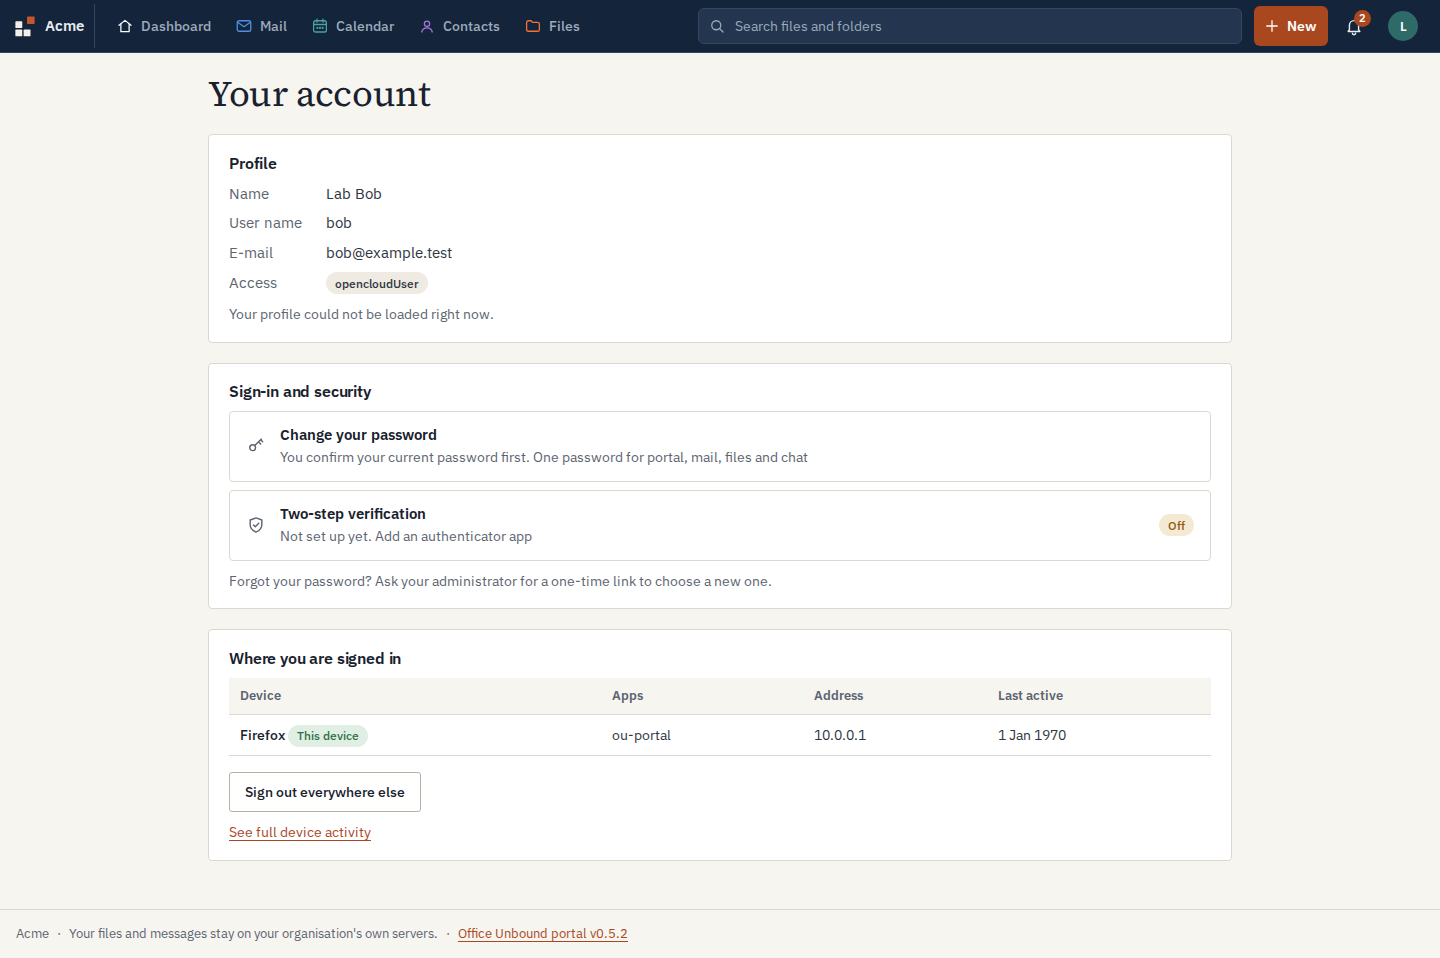 Acme
Dashboard
Mail
Calendar
Contacts
Files
Search files and folders
New
2
L
Your account
Profile
Name Lab Bob
User name bob
E-mail bob@example.test
Access opencloudUser
Your profile could not be loaded right now.
Sign-in and security
Change your password
You confirm your current password first. One password for portal, mail, files and chat
Two-step verification
Not set up yet. Add an authenticator app
Off
Forgot your password? Ask your administrator for a one-time link to choose a new one.
Where you are signed in
Device Apps Address Last active
Firefox This device ou-portal 10.0.0.1 1 Jan 1970
Sign out everywhere else
See full device activity
Acme · Your files and messages stay on your organisation's own servers. · Office Unbound portal v0.5.2